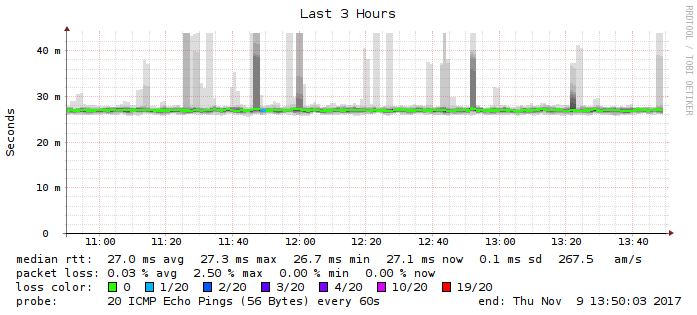 Last 3 Hours
RRDTOOL / TOBI OETIKER
Seconds
40 m
30 m
20 m
10 m
0
11:00 11:20 11:40 12:00 12:20 12:40 13:00 13:20 13:40
median rtt: 27.0 ms avg 27.3 ms max 26.7 ms min 27.1 ms now 0.1 ms sd 267.5 am/s
packet loss: 0.03 % avg 2.50 % max 0.00 % min 0.00 % now
loss color: 0 1/20 2/20 3/20 4/20 10/20 19/20
probe: 20 ICMP Echo Pings (56 Bytes) every 60s end: Thu Nov 9 13:50:03 2017